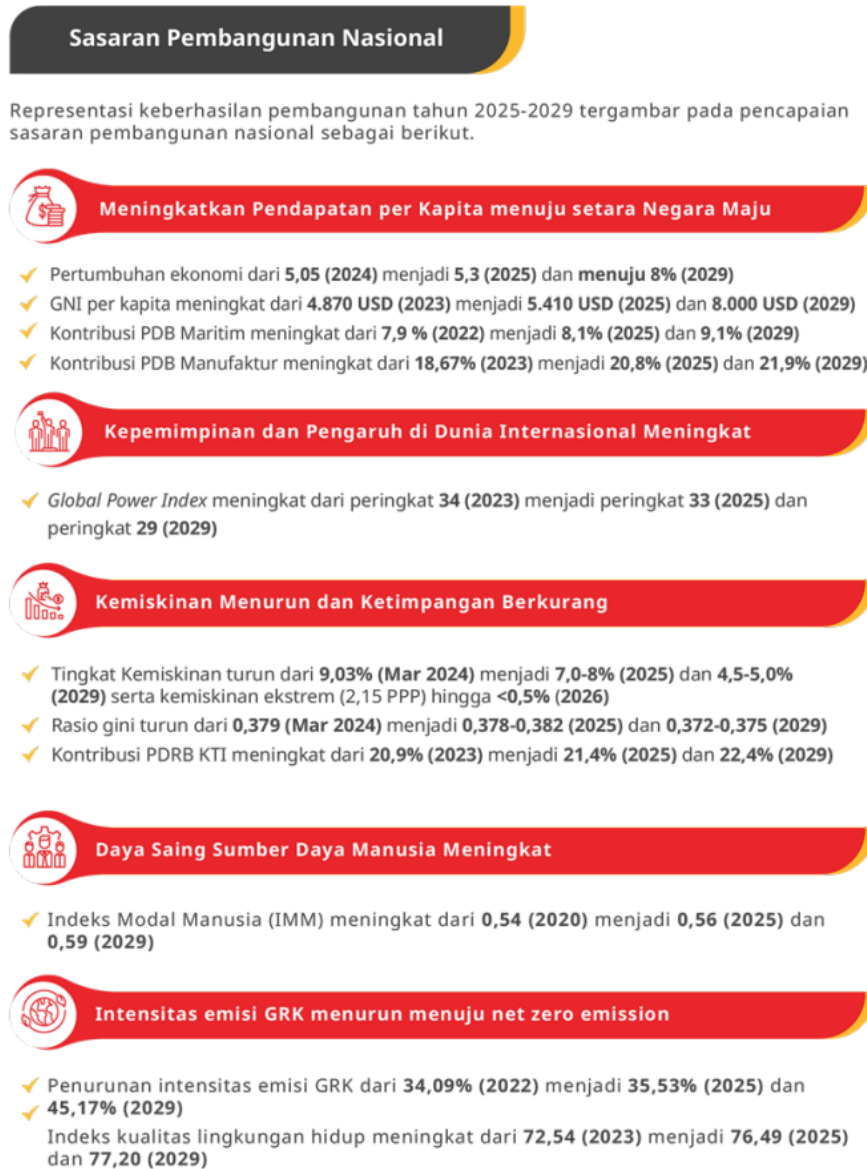 Sasaran Pembangunan Nasional
Representasi keberhasilan pembangunan tahun 2025-2029 tergambar pada pencapaian
sasaran pembangunan nasional sebagai berikut.
Meningkatkan Pendapatan per Kapita menuju setara Negara Maju
Pertumbuhan ekonomi dari 5,05 (2024) menjadi 5,3 (2025) dan menuju 8% (2029)
GNI per kapita meningkat dari 4.870 USD (2023) menjadi 5.410 USD (2025) dan 8.000 USD (2029)
Kontribusi PDB Maritim meningkat dari 7,9 % (2022) menjadi 8,1% (2025) dan 9,1% (2029)
Kontribusi PDB Manufaktur meningkat dari 18,67% (2023) menjadi 20,8% (2025) dan 21,9% (2029)
Kepemimpinan dan Pengaruh di Dunia Internasional Meningkat
Global Power Index meningkat dari peringkat 34 (2023) menjadi peringkat 33 (2025) dan
peringkat 29 (2029)
Kemiskinan Menurun dan Ketimpangan Berkurang
Tingkat Kemiskinan turun dari 9,03% (Mar 2024) menjadi 7,0-8% (2025) dan 4,5-5,0%
(2029) serta kemiskinan ekstrem (2,15 PPP) hingga <0,5% (2026)
Rasio gini turun dari 0,379 (Mar 2024) menjadi 0,378-0,382 (2025) dan 0,372-0,375 (2029)
Kontribusi PDRB KTI meningkat dari 20,9% (2023) menjadi 21,4% (2025) dan 22,4% (2029)
Daya Saing Sumber Daya Manusia Meningkat
Indeks Modal Manusia (IMM) meningkat dari 0,54 (2020) menjadi 0,56 (2025) dan
0,59 (2029)
Intensitas emisi GRK menurun menuju net zero emission
Penurunan intensitas emisi GRK dari 34,09% (2022) menjadi 35,53% (2025) dan
45,17% (2029)
Indeks kualitas lingkungan hidup meningkat dari 72,54 (2023) menjadi 76,49 (2025)
dan 77,20 (2029)